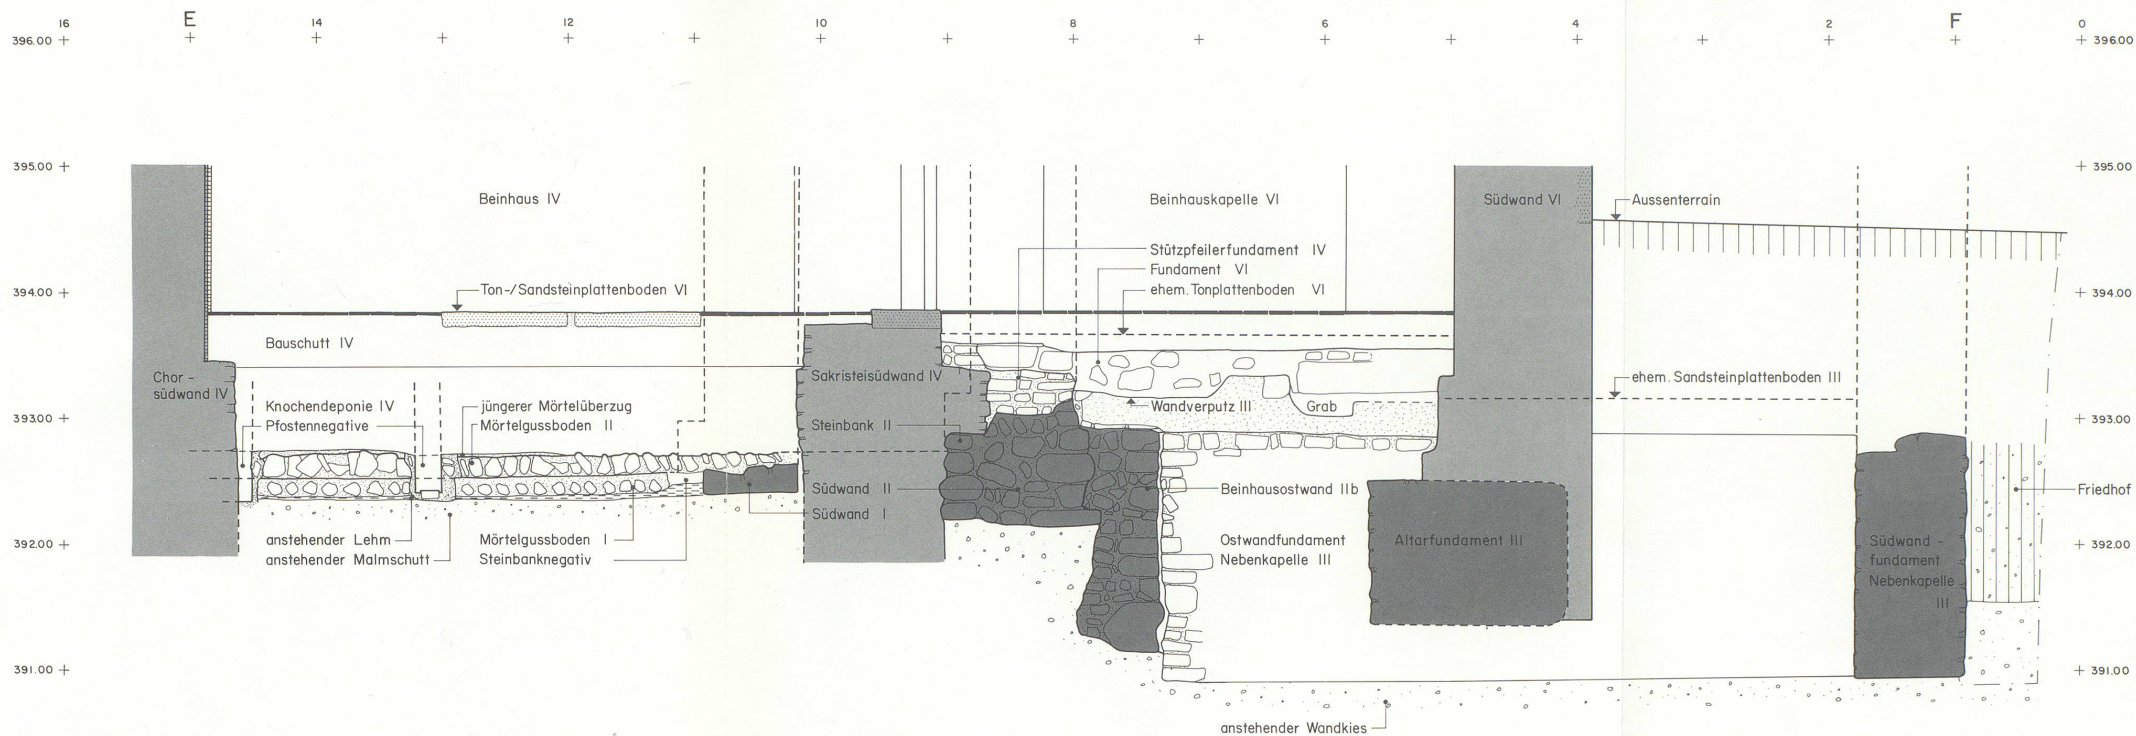 16 E 14 12 10 8 6 4 2 F 0
396.00 396.00
395.00 395.00
Beinhaus IV
Beinhauskapelle VI
Südwand VI
Aussenterrain
Stützpfeilerfundament IV
Fundament VI
ehem. Tonplattenboden VI
Ton-/Sandsteinplattenboden VI
394.00 394.00
Bauschutt IV
Chor-
südwand IV
Sakristeisüdwand IV
ehem. Sandsteinplattenboden III
Knochendeponie IV
Pfostennegative
jüngerer Mörtelüberzug
Mörtelgussboden II
Wandverputz III
Grab
393.00 393.00
Steinbank II
Südwand II
Südwand I
Beinhausostwand IIb
Friedhof
anstehender Lehm
anstehender Malmschutt
Mörtelgussboden I
Steinbanknegativ
Ostwandfundament
Nebenkapelle III
Altarfundament III
Südwand-
fundament
Nebenkapelle
III
392.00 392.00
391.00 391.00
anstehender Wandkies